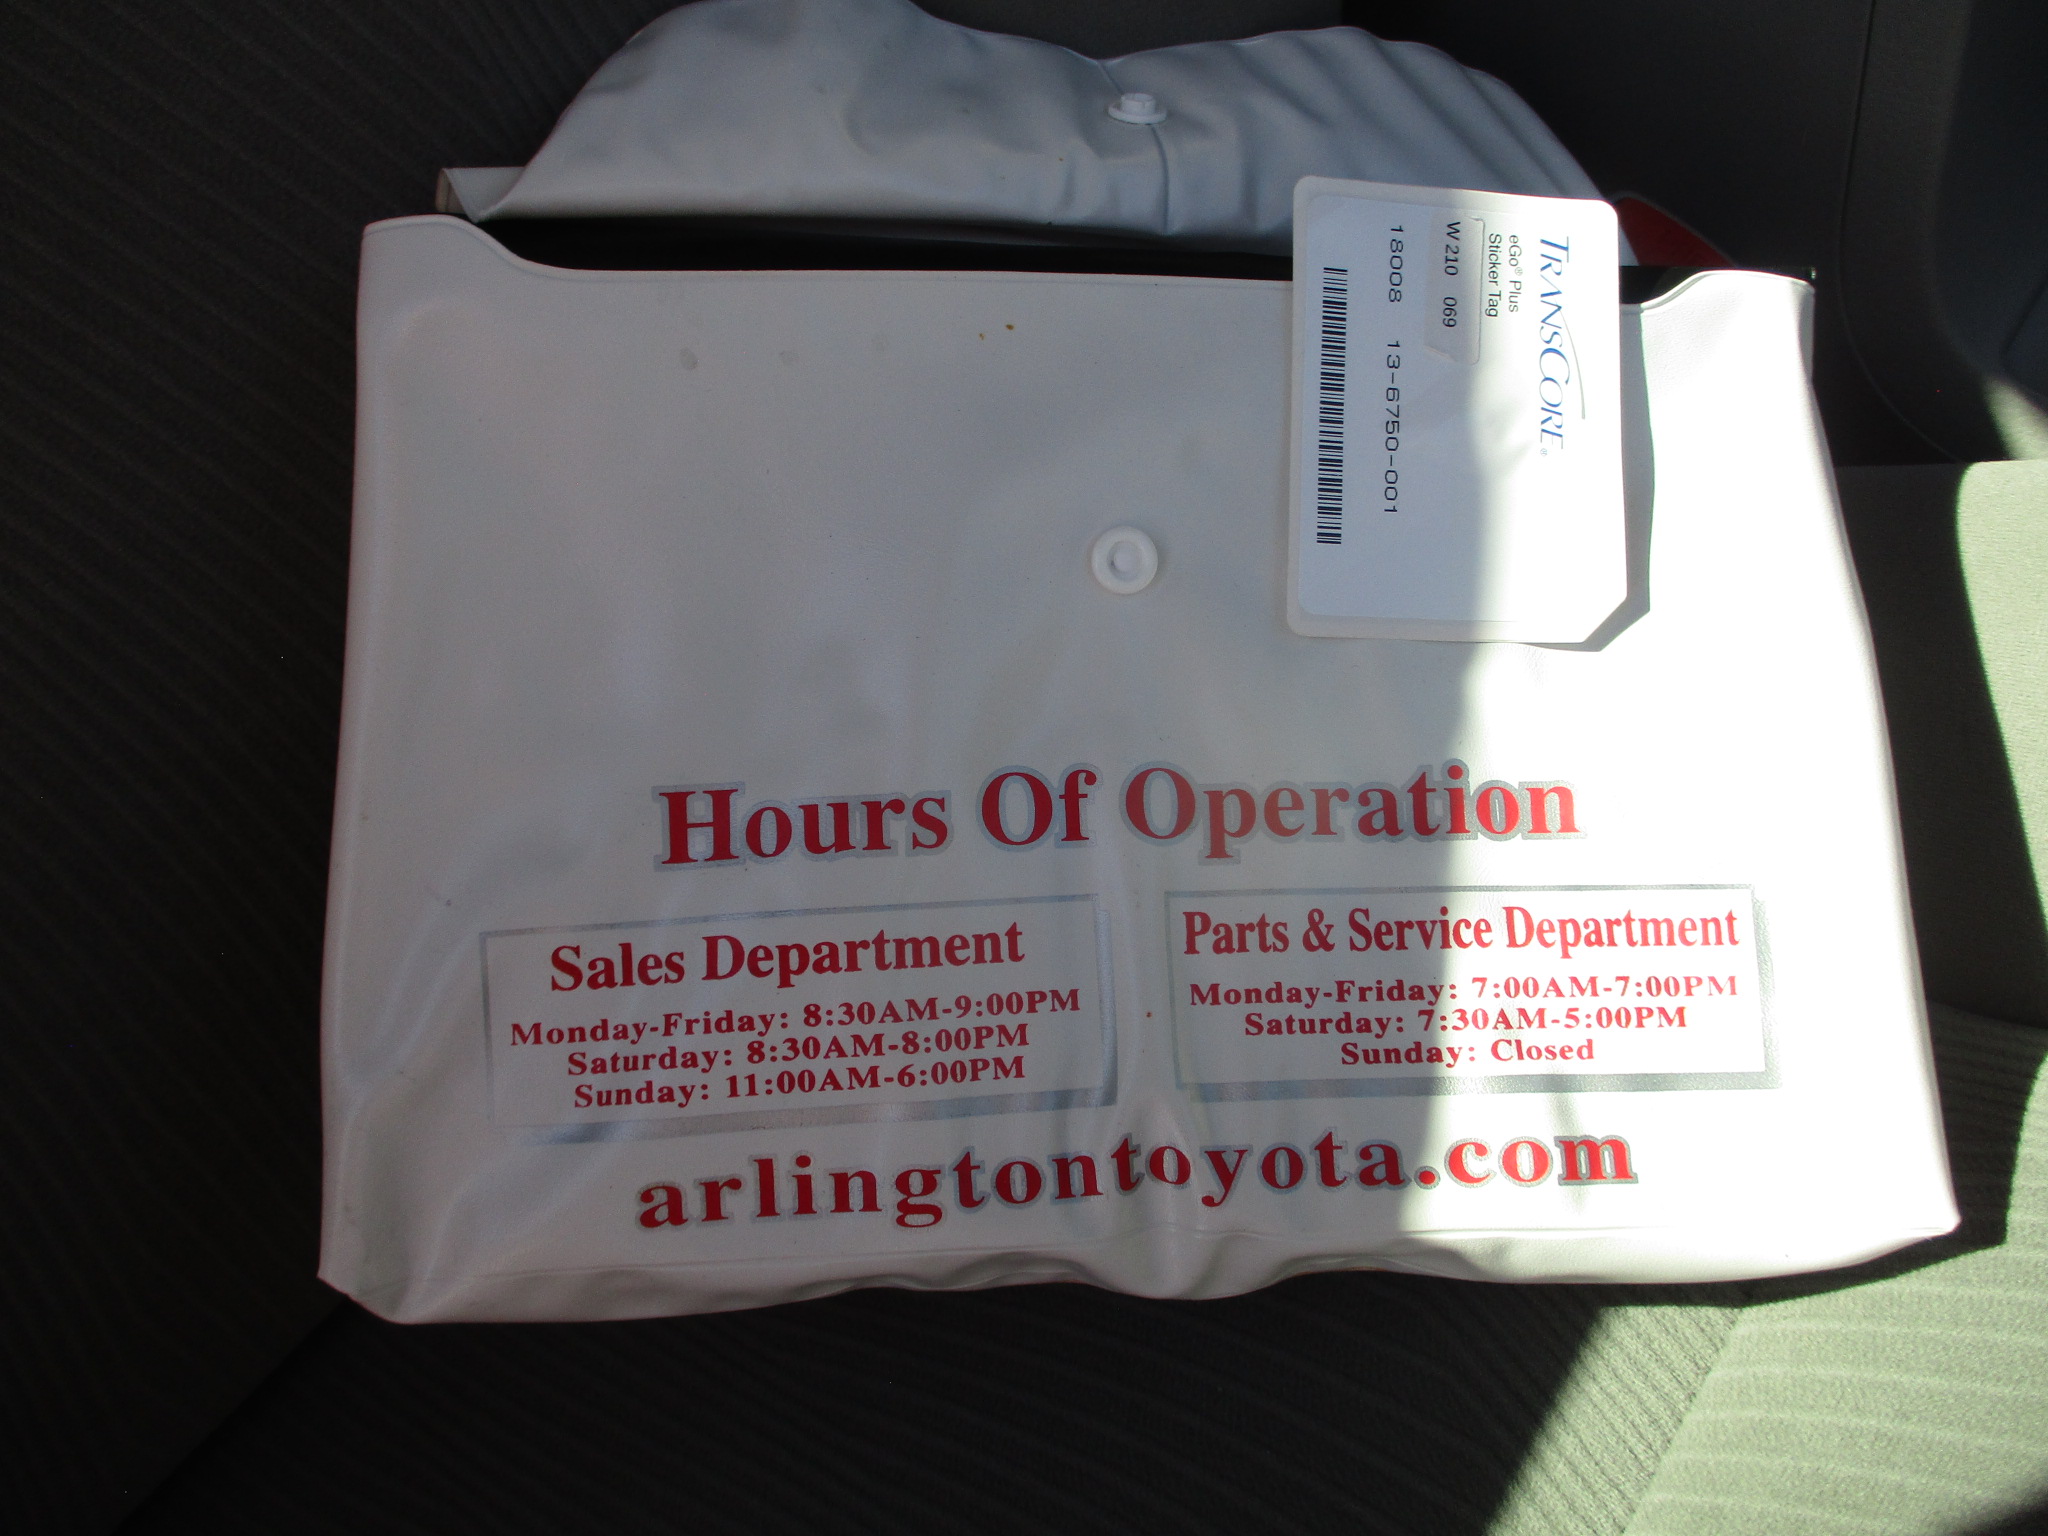 TRANSCORE®
eGo® Plus
Sticker Tag
W210 069
18008 13-6750-001
Hours Of Operation
Sales Department
Monday-Friday: 8:30AM-9:00PM
Saturday: 8:30AM-8:00PM
Sunday: 11:00AM-6:00PM
Parts & Service Department
Monday-Friday: 7:00AM-7:00PM
Saturday: 7:30AM-5:00PM
Sunday: Closed
arlingtontoyota.com